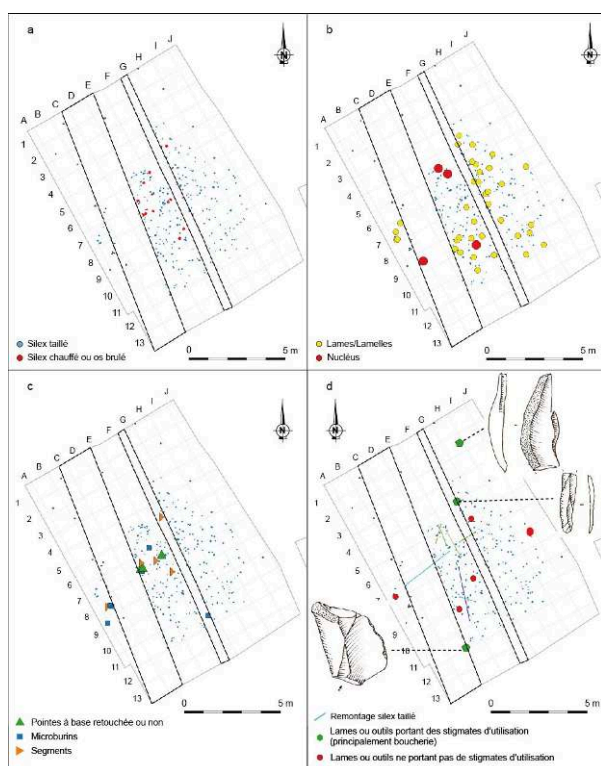 a
A B C D E F G H I J
N
1
2
3
4
5
6
7
8
9
10
11
12
13
Silex taillé
Silex chauffé ou os brulé
0 5 m
b
A B C D E F G H I J
N
1
2
3
4
5
6
7
8
9
10
11
12
13
Lames/Lamelles
Nucléus
0 5 m
c
A B C D E F G H I J
N
1
2
3
4
5
6
7
8
9
10
11
12
13
Pointes à base retouchée ou non
Microburins
Segments
0 5 m
d
A B C D E F G H I J
N
1
2
3
4
5
6
7
8
9
10
11
12
13
0 5 m
Remontage silex taillé
Lames ou outils portant des stigmates d'utilisation
(principalement boucherie)
Lames ou outils ne portant pas de stigmates d'utilisation